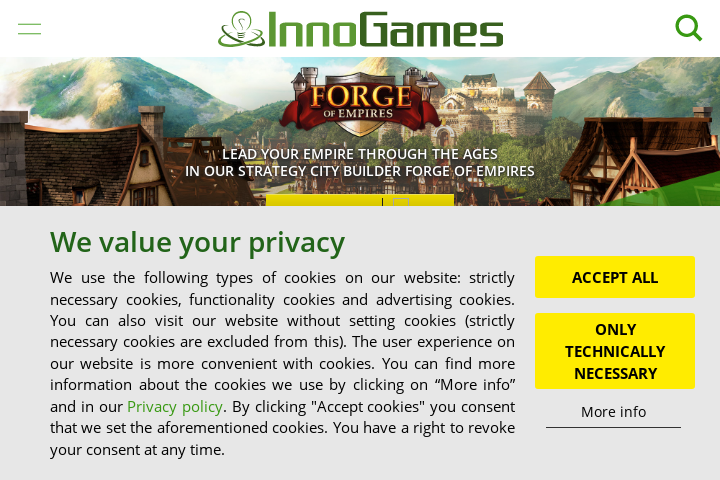 InnoGames
FORGE
OF EMPIRES
LEAD YOUR EMPIRE THROUGH THE AGES
IN OUR STRATEGY CITY BUILDER FORGE OF EMPIRES
We value your privacy
We use the following types of cookies on our website: strictly
necessary cookies, functionality cookies and advertising cookies.
You can also visit our website without setting cookies (strictly
necessary cookies are excluded from this). The user experience on
our website is more convenient with cookies. You can find more
information about the cookies we use by clicking on “More info”
and in our Privacy policy. By clicking "Accept cookies" you consent
that we set the aforementioned cookies. You have a right to revoke
your consent at any time.
ACCEPT ALL
ONLY
TECHNICALLY
NECESSARY
More info